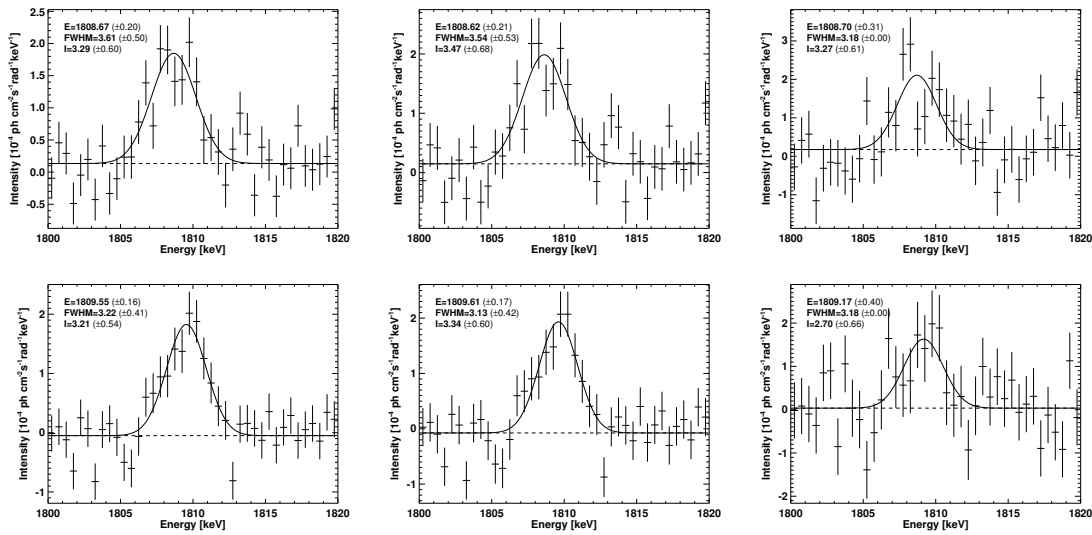 E=1808.67 (±0.20)
FWHM=3.61 (±0.50)
I=3.29 (±0.60)
Intensity [10⁻⁴ ph cm⁻²s⁻¹rad⁻¹keV⁻¹]
2.5
2.0
1.5
1.0
0.5
0.0
-0.5
1800 1805 1810 1815 1820
Energy [keV]
E=1808.62 (±0.21)
FWHM=3.54 (±0.53)
I=3.47 (±0.68)
Intensity [10⁻⁴ ph cm⁻²s⁻¹rad⁻¹keV⁻¹]
2
1
0
1800 1805 1810 1815 1820
Energy [keV]
E=1808.70 (±0.31)
FWHM=3.18 (±0.00)
I=3.27 (±0.61)
Intensity [10⁻⁴ ph cm⁻²s⁻¹rad⁻¹keV⁻¹]
3
2
1
0
-1
1800 1805 1810 1815 1820
Energy [keV]
E=1809.55 (±0.16)
FWHM=3.22 (±0.41)
I=3.21 (±0.54)
Intensity [10⁻⁴ ph cm⁻²s⁻¹rad⁻¹keV⁻¹]
2
1
0
-1
1800 1805 1810 1815 1820
Energy [keV]
E=1809.61 (±0.17)
FWHM=3.13 (±0.42)
I=3.34 (±0.60)
Intensity [10⁻⁴ ph cm⁻²s⁻¹rad⁻¹keV⁻¹]
2
1
0
-1
1800 1805 1810 1815 1820
Energy [keV]
E=1809.17 (±0.40)
FWHM=3.18 (±0.00)
I=2.70 (±0.66)
Intensity [10⁻⁴ ph cm⁻²s⁻¹rad⁻¹keV⁻¹]
2
1
0
-1
-2
1800 1805 1810 1815 1820
Energy [keV]